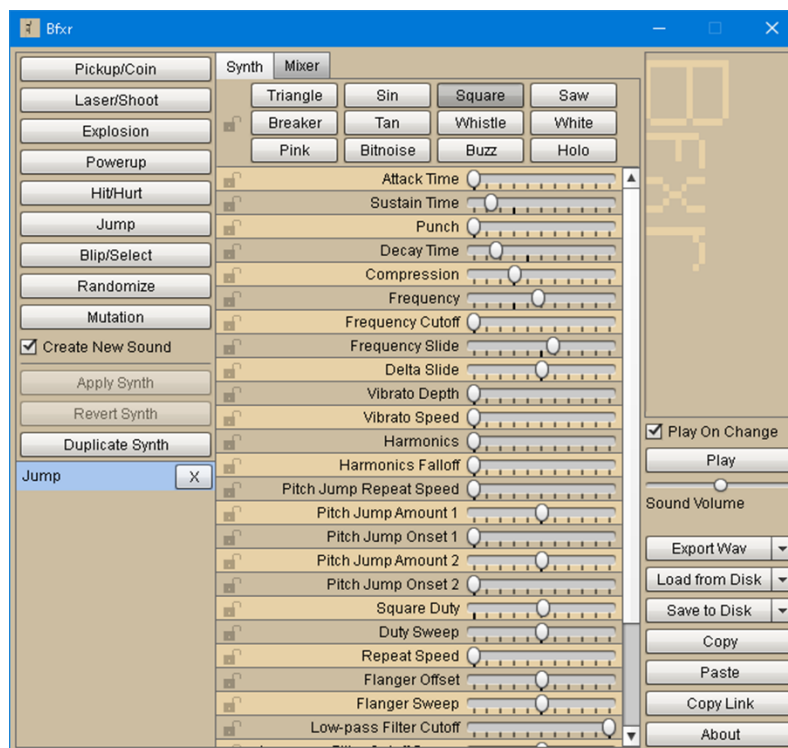 Bfxr
Pickup/Coin
Laser/Shoot
Explosion
Powerup
Hit/Hurt
Jump
Blip/Select
Randomize
Mutation
Create New Sound
Apply Synth
Revert Synth
Duplicate Synth
Jump X
Synth Mixer
Triangle Sin Square Saw
Breaker Tan Whistle White
Pink Bitnoise Buzz Holo
Attack Time
Sustain Time
Punch
Decay Time
Compression
Frequency
Frequency Cutoff
Frequency Slide
Delta Slide
Vibrato Depth
Vibrato Speed
Harmonics
Harmonics Falloff
Pitch Jump Repeat Speed
Pitch Jump Amount 1
Pitch Jump Onset 1
Pitch Jump Amount 2
Pitch Jump Onset 2
Square Duty
Duty Sweep
Repeat Speed
Flanger Offset
Flanger Sweep
Low-pass Filter Cutoff
Bfxr
Play On Change
Play
Sound Volume
Export Wav
Load from Disk
Save to Disk
Copy
Paste
Copy Link
About